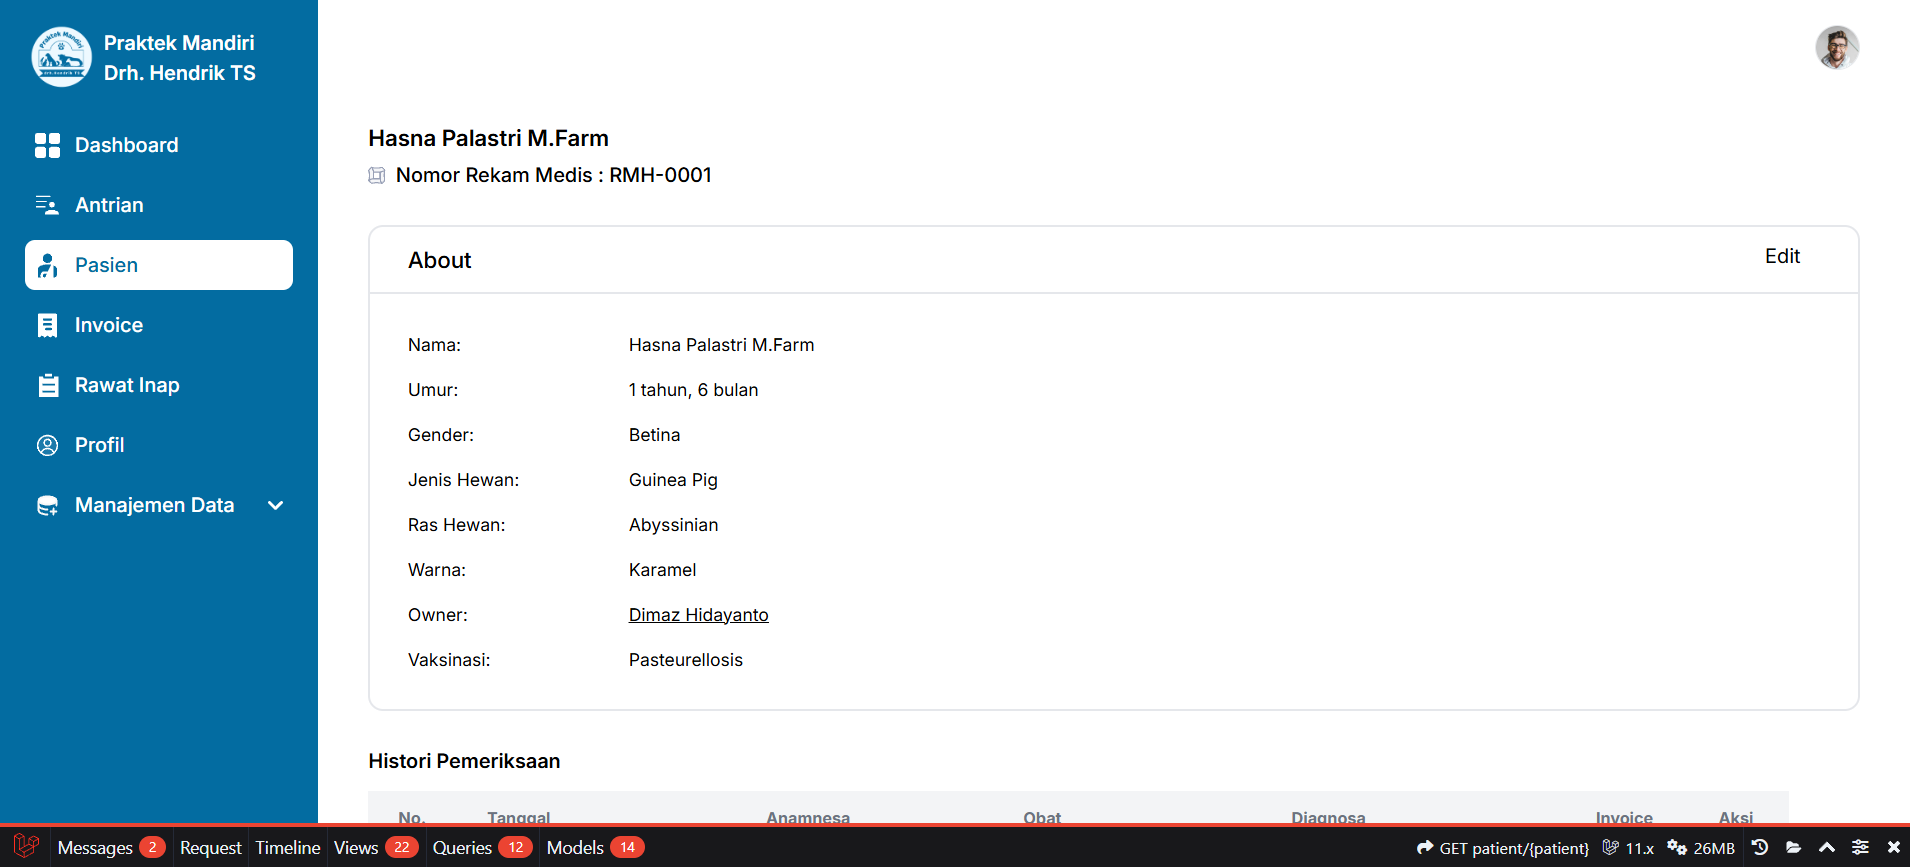 Praktek Mandiri
Drh. Hendrik TS
Dashboard
Antrian
Pasien
Invoice
Rawat Inap
Profil
Manajemen Data
Hasna Palastri M.Farm
Nomor Rekam Medis : RMH-0001
About
Edit
Nama: Hasna Palastri M.Farm
Umur: 1 tahun, 6 bulan
Gender: Betina
Jenis Hewan: Guinea Pig
Ras Hewan: Abyssinian
Warna: Karamel
Owner: Dimaz Hidayanto
Vaksinasi: Pasteurellosis
Histori Pemeriksaan
No. Tanggal Anamnesa Obat Diagnosa Invoice Aksi
Messages 2 Request Timeline Views 22 Queries 12 Models 14 GET patient/{patient} 11.x 26MB